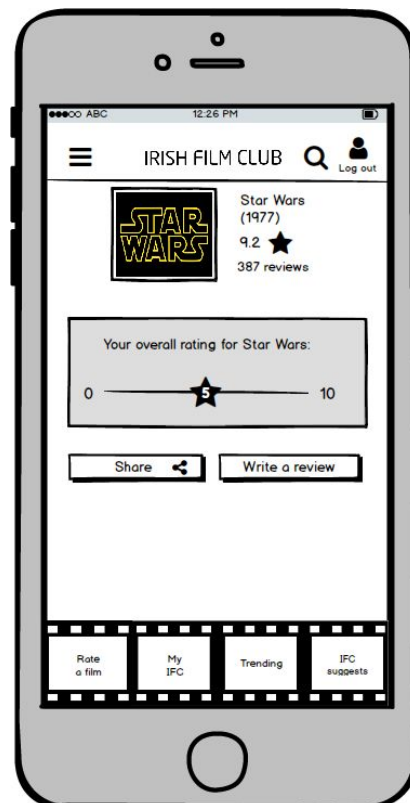 ABC 12:26 PM
IRISH FILM CLUB
Log out
STAR
WARS
Star Wars
(1977)
9.2
387 reviews
Your overall rating for Star Wars:
0 5 10
Share
Write a review
Rate
a film
My
IFC
Trending
IFC
suggests